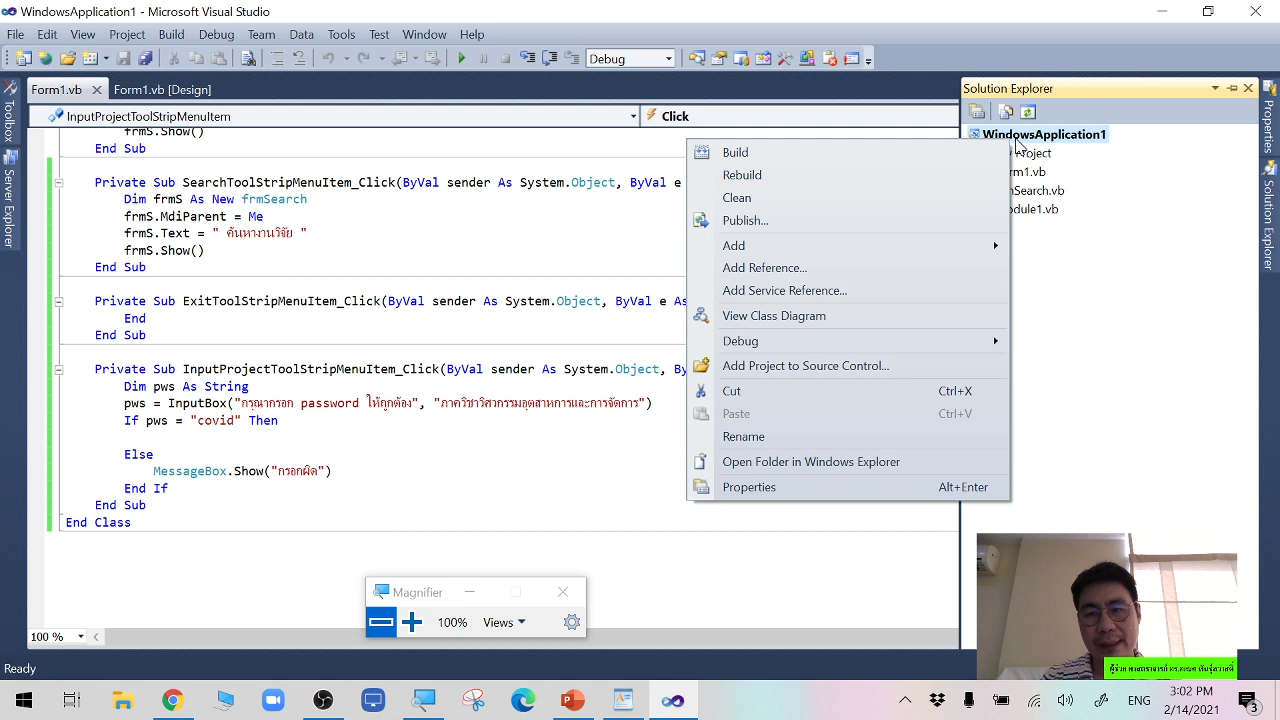 WindowsApplication1 - Microsoft Visual Studio
File Edit View Project Build Debug Team Data Tools Test Window Help
Debug
Form1.vb Form1.vb [Design]
InputProjectToolStripMenuItem Click
frmS.Show()
End Sub
Private Sub SearchToolStripMenuItem_Click(ByVal sender As System.Object, ByVal e
Dim frmS As New frmSearch
frmS.MdiParent = Me
frmS.Text = " ค้นหางานวิจัย "
frmS.Show()
End Sub
Private Sub ExitToolStripMenuItem_Click(ByVal sender As System.Object, ByVal e As
End
End Sub
Private Sub InputProjectToolStripMenuItem_Click(ByVal sender As System.Object, By
Dim pws As String
pws = InputBox("กรุณากรอก password ให้ถูกต้อง", "ภาควิชาวิศวกรรมอุตสาหการและการจัดการ")
If pws = "covid" Then
Else
MessageBox.Show("กรอกผิด")
End If
End Sub
End Class
100 %
Ready
Toolbox
Server Explorer
Build
Rebuild
Clean
Publish...
Add
Add Reference...
Add Service Reference...
View Class Diagram
Debug
Add Project to Source Control...
Cut Ctrl+X
Paste Ctrl+V
Rename
Open Folder in Windows Explorer
Properties Alt+Enter
Solution Explorer
WindowsApplication1
Project
rm1.vb
mSearch.vb
odule1.vb
Properties
Solution Explorer
Magnifier
100% Views
ENG
3:02 PM
2/14/2021
3